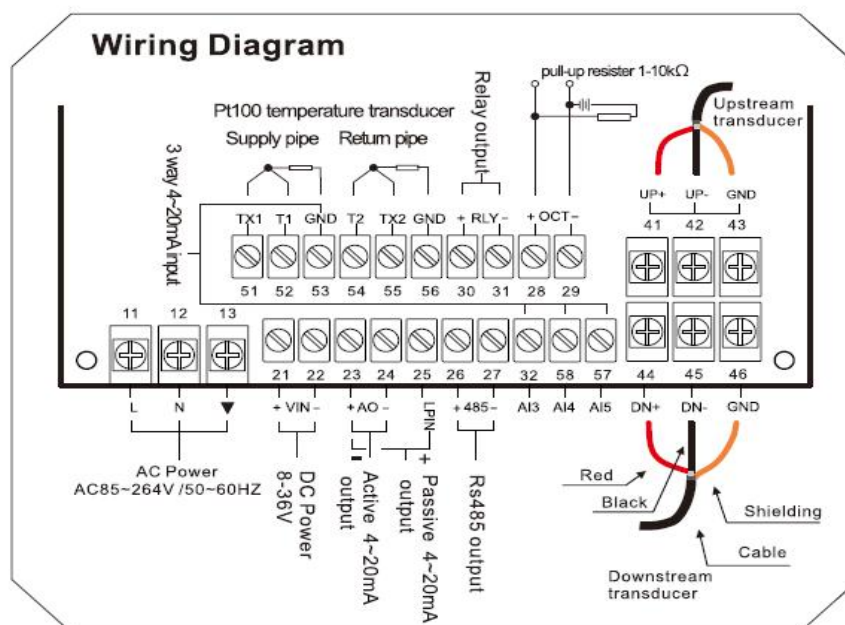 Wiring Diagram
pull-up resister 1-10kΩ
Relay output
Pt100 temperature transducer
Supply pipe Return pipe
3 way 4~20mA input
Upstream
transducer
UP+ UP- GND
41 42 43
TX1 T1 GND T2 TX2 GND + RLY - + OCT -
51 52 53 54 55 56 30 31 28 29
11 12 13
21 22 23 24 25 26 27 32 58 57 44 45 46
L N ▼ + VIN - + AO - LPIN + 485 - AI3 AI4 AI5 DN+ DN- GND
AC Power
AC85~264V /50~60HZ
DC Power
8-36V
- +
Active 4~20mA
output
Passive 4~20mA
output
Rs485 output
Red
Black
Shielding
Cable
Downstream
transducer